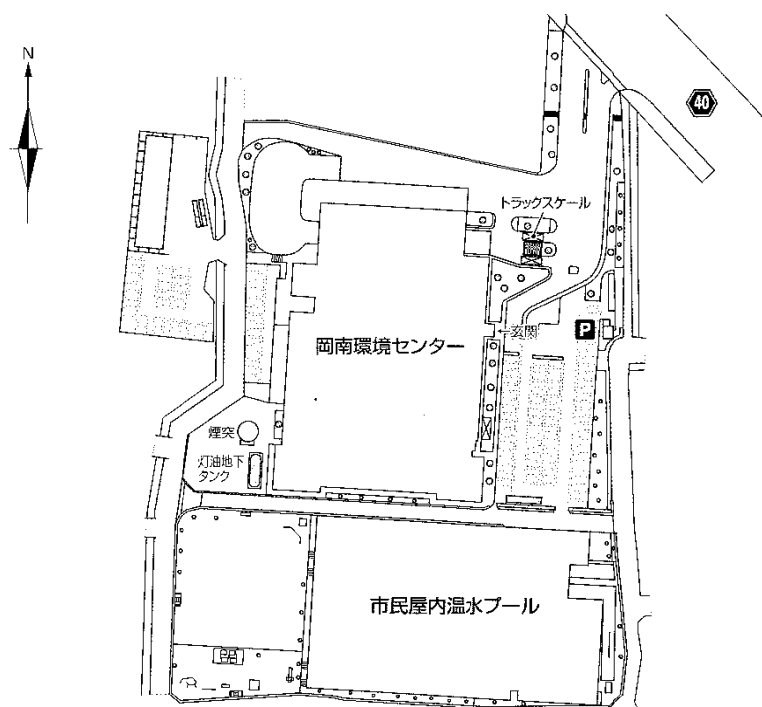 N
40
トラックスケール
←玄関
P
岡南環境センター
煙突
灯油地下
タンク
市民屋内温水プール